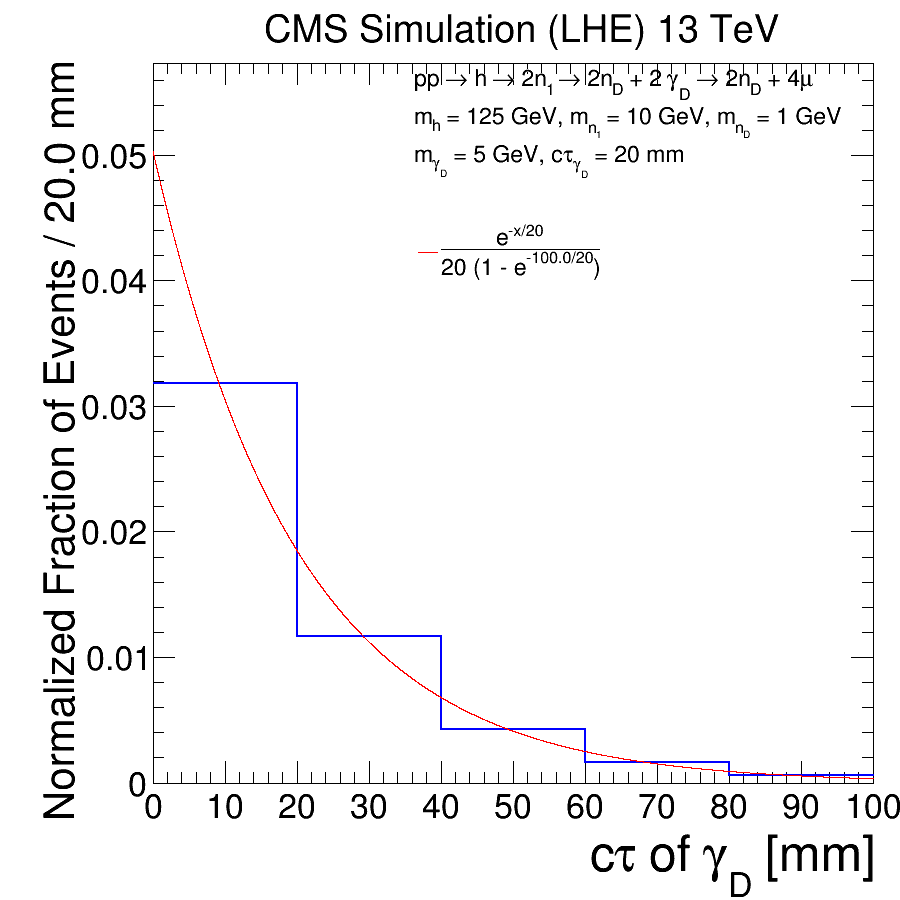 CMS Simulation (LHE) 13 TeV
pp → h → 2n1 → 2nD + 2 γD → 2nD + 4μ
mh = 125 GeV, mn1 = 10 GeV, mnD = 1 GeV
mγD = 5 GeV, cτγD = 20 mm
e-x/20
20 (1 - e-100.0/20)
Normalized Fraction of Events / 20.0 mm
0.05
0.04
0.03
0.02
0.01
0
0 10 20 30 40 50 60 70 80 90 100
cτ of γD [mm]